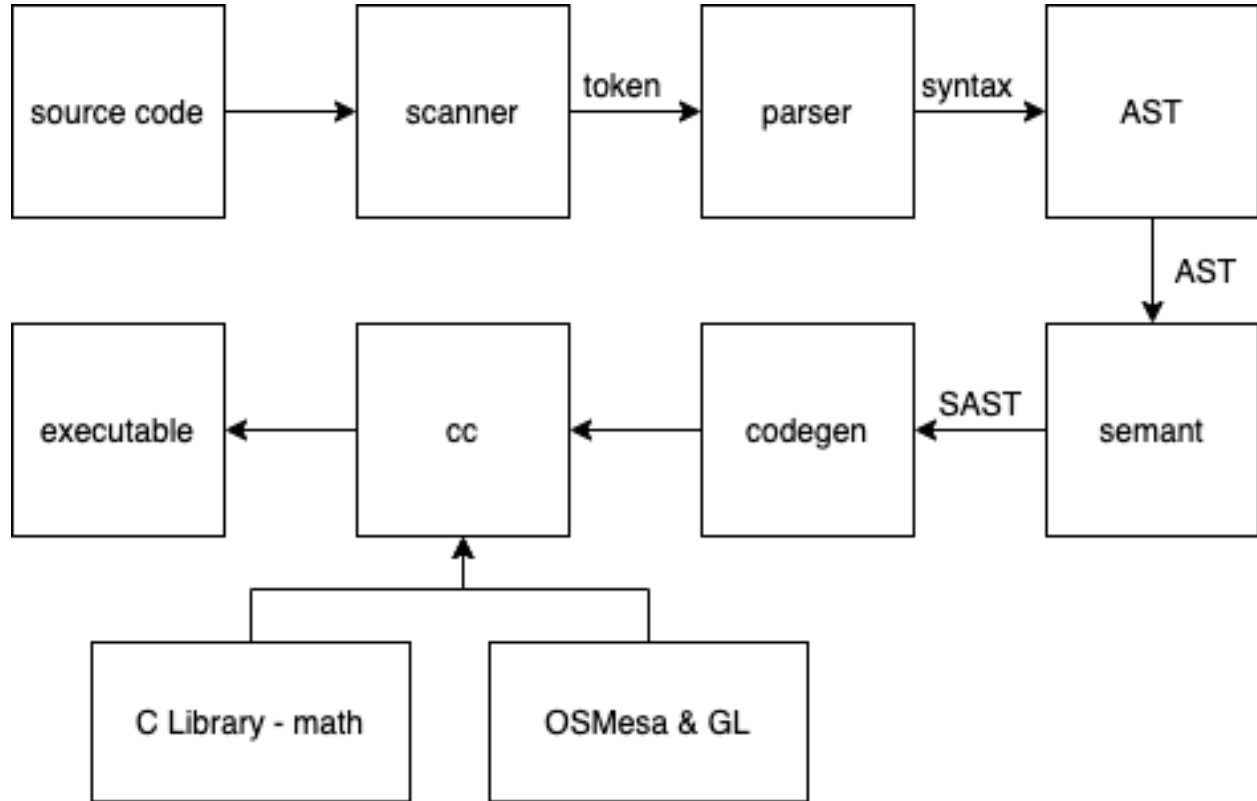 source code
scanner
token
parser
syntax
AST
AST
executable
cc
codegen
SAST
semant
C Library - math
OSMesa & GL